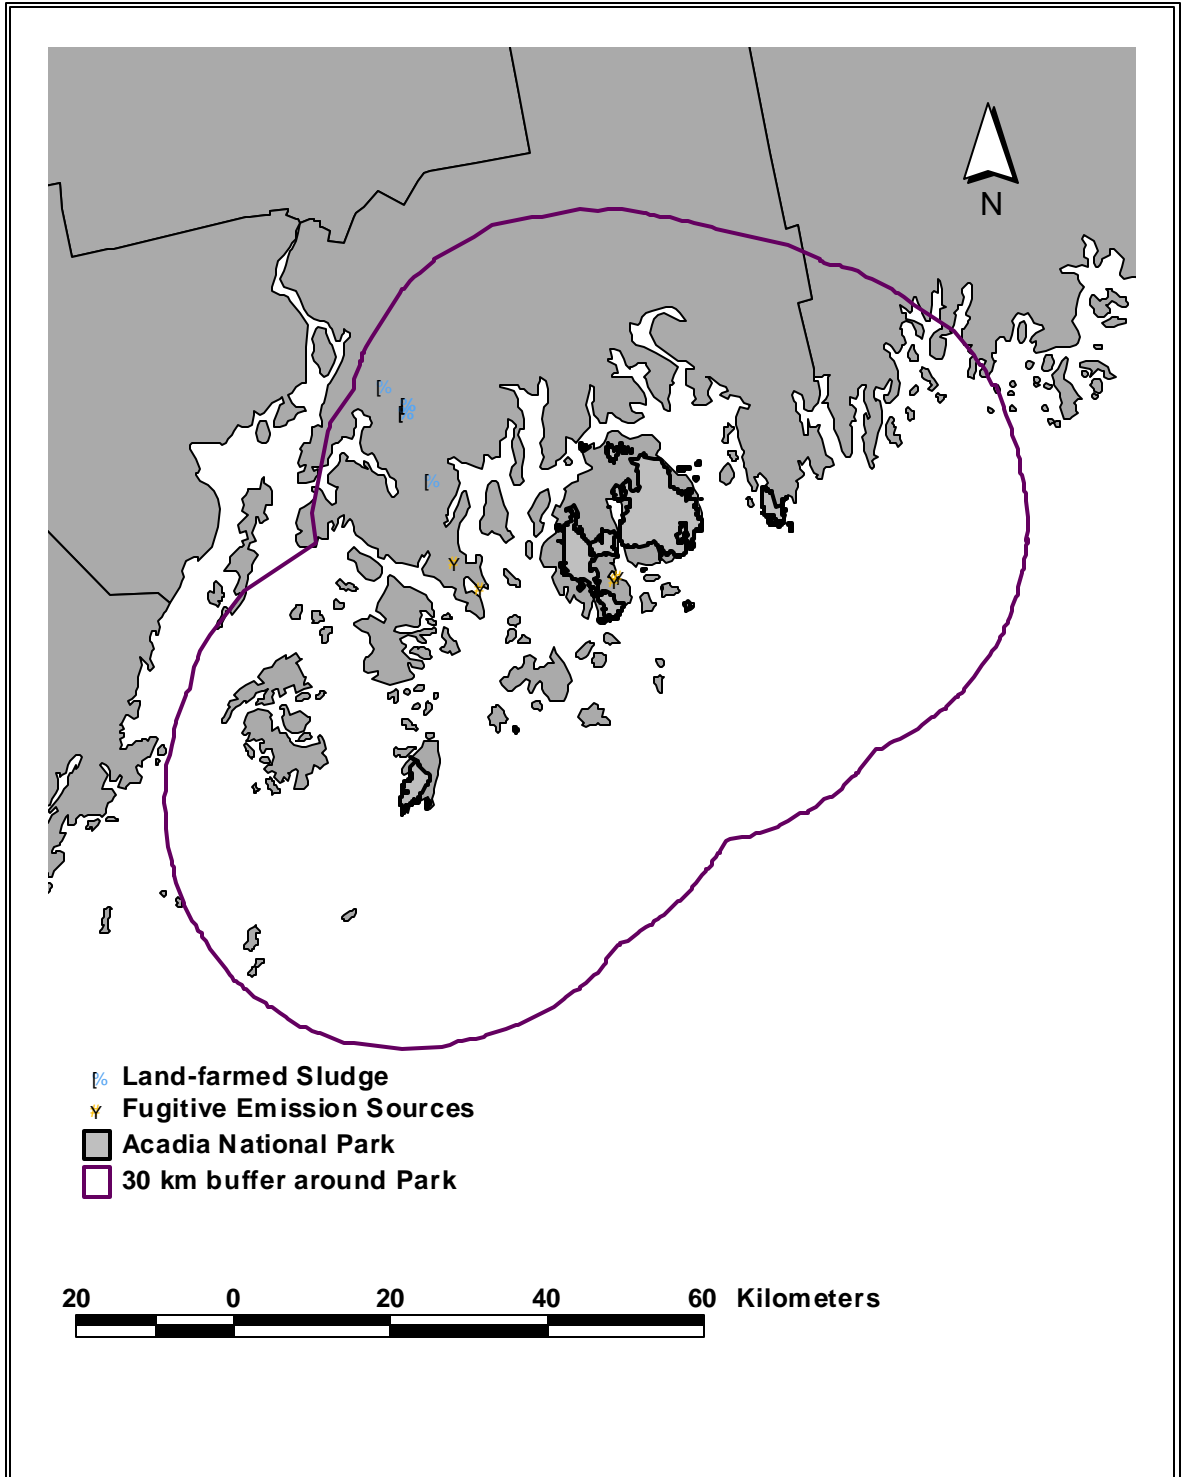 N
Land-farmed Sludge
Fugitive Emission Sources
Acadia National Park
30 km buffer around Park
20 0 20 40 60 Kilometers